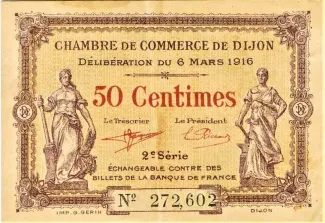 CHAMBRE DE COMMERCE DE DIJON
DÉLIBÉRATION DU 6 MARS 1916
50 Centimes
Le Trésorier Le Président
2e Série
ÉCHANGEABLE CONTRE DES
BILLETS DE LA BANQUE DE FRANCE
No 272,602
IMP. G. GERIN DIJON